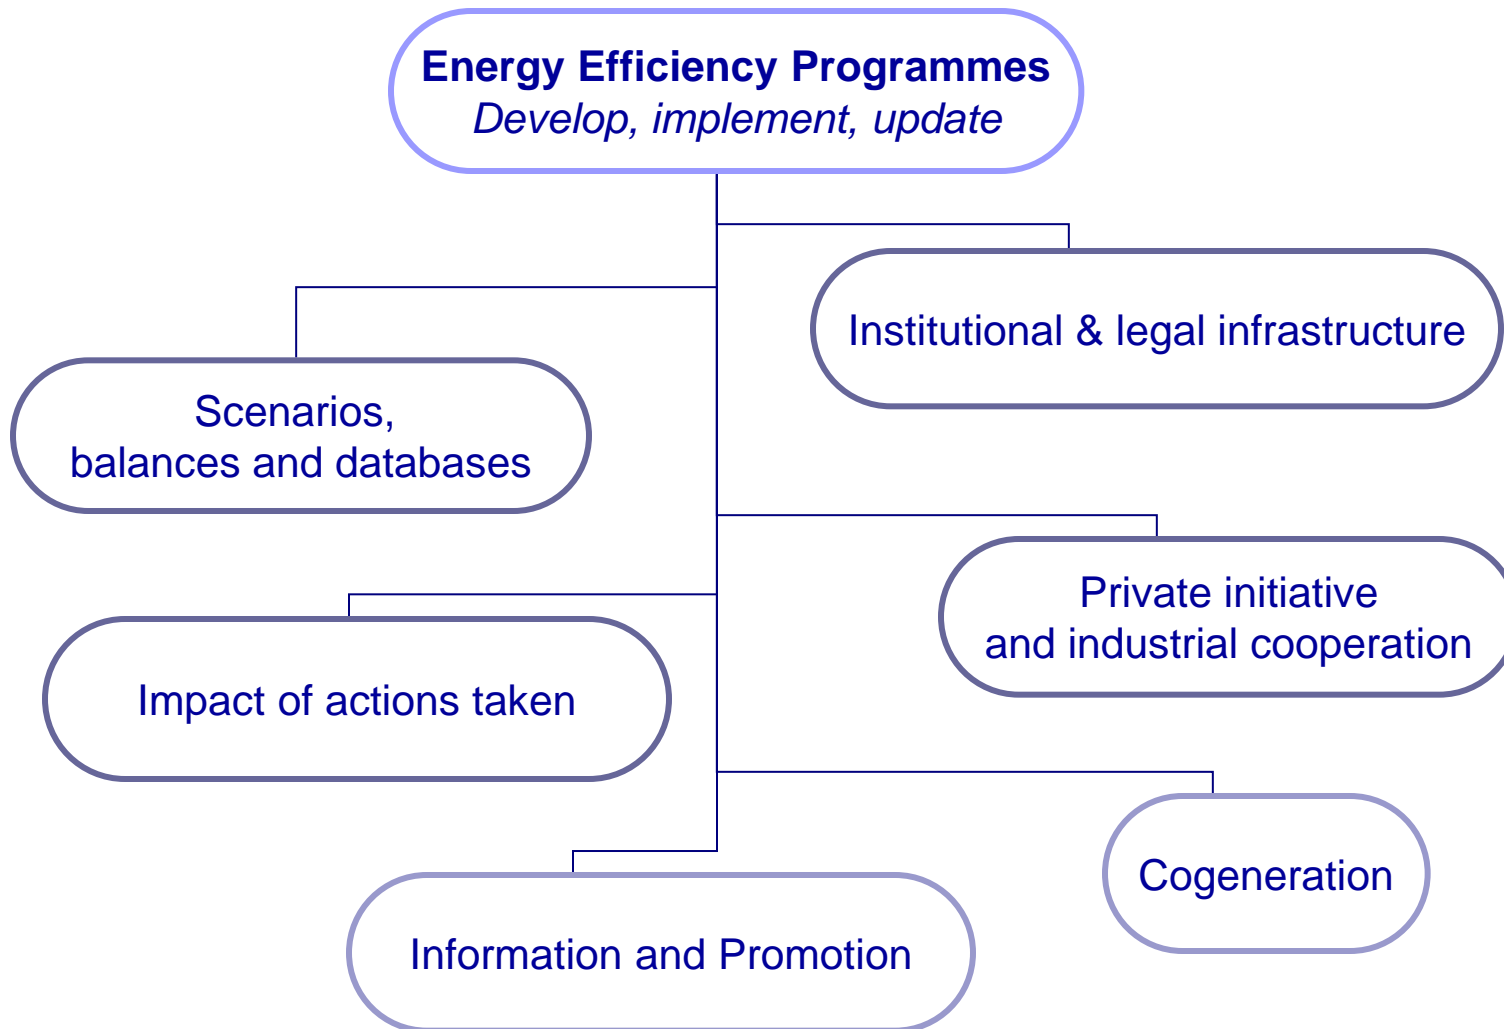 Energy Efficiency Programmes
Develop, implement, update
Institutional & legal infrastructure
Scenarios,
balances and databases
Private initiative
and industrial cooperation
Impact of actions taken
Cogeneration
Information and Promotion